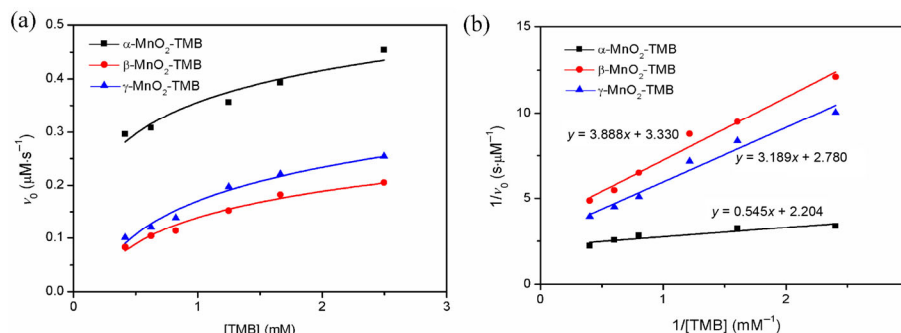 (a)
0.5
0.4
0.3
0.2
0.1
0.0
ν₀ (μM·s⁻¹)
α-MnO₂-TMB
β-MnO₂-TMB
γ-MnO₂-TMB
0
1
2
3
[TMB] (mM)
(b)
15
10
5
0
1/ν₀ (s·μM⁻¹)
α-MnO₂-TMB
β-MnO₂-TMB
γ-MnO₂-TMB
y = 3.888x + 3.330
y = 3.189x + 2.780
y = 0.545x + 2.204
0
1
2
1/[TMB] (mM⁻¹)